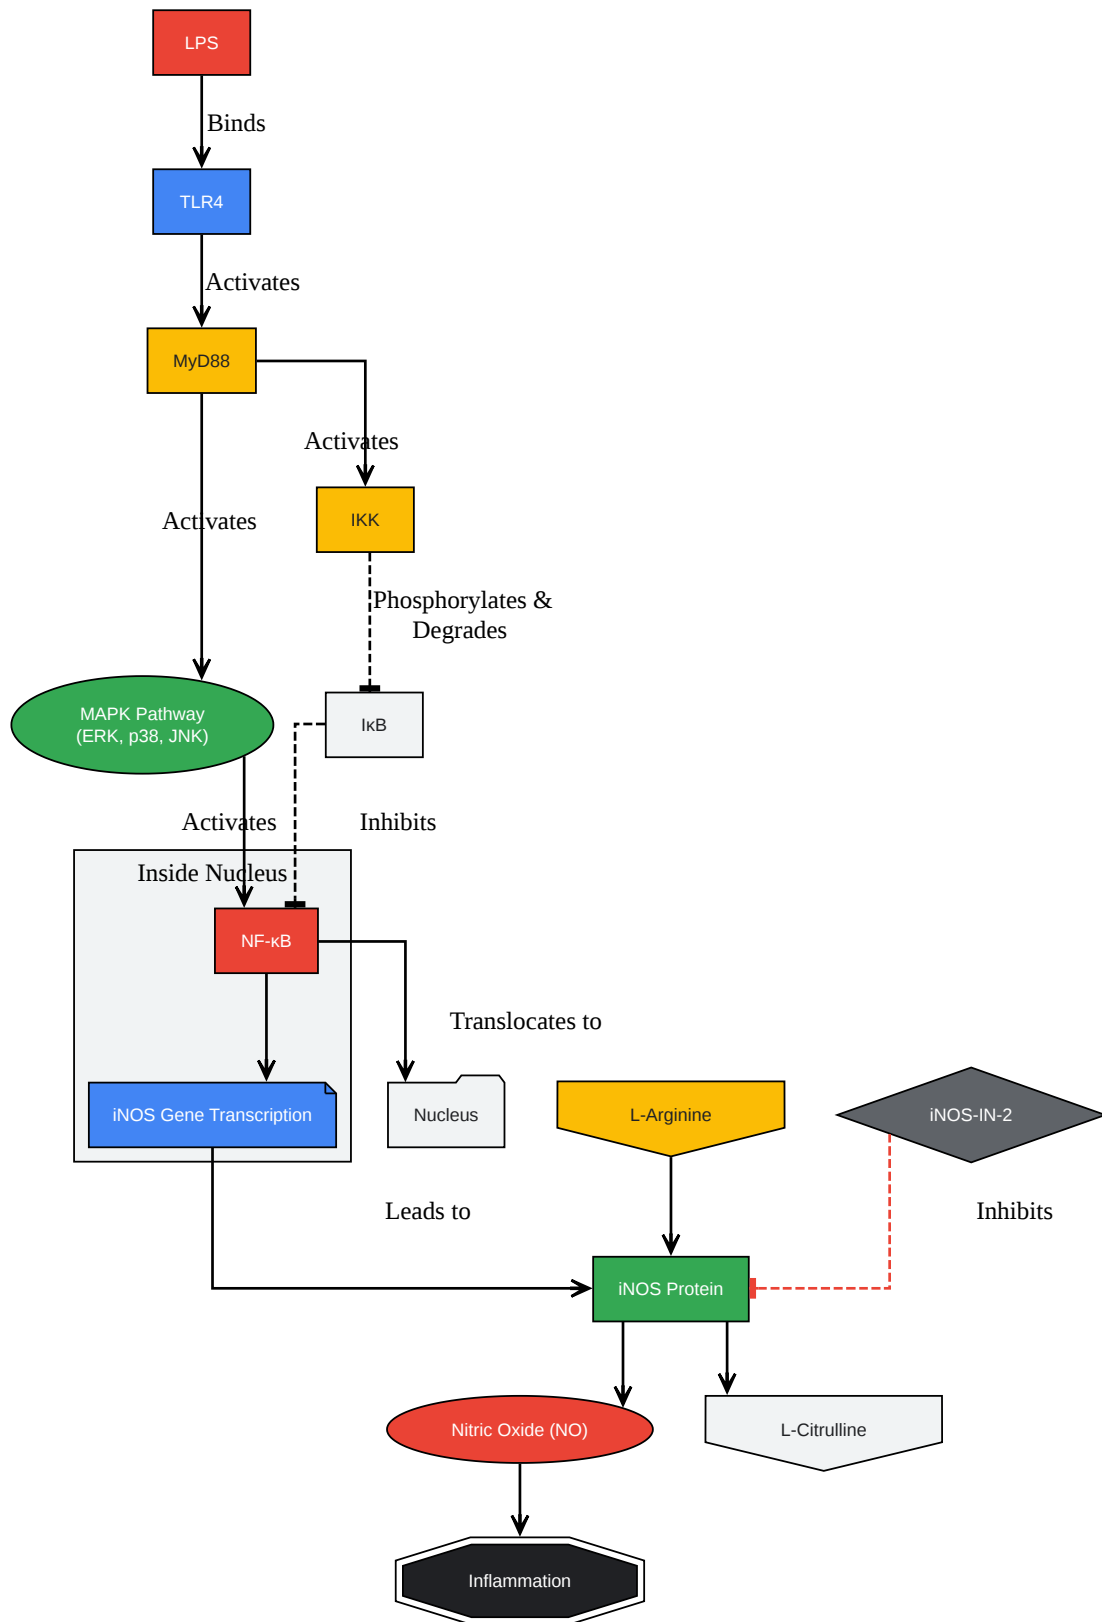 LPS
Binds
TLR4
Activates
MyD88
Activates
IKK
Activates
Phosphorylates &
Degrades
MAPK Pathway
(ERK, p38, JNK)
IκB
Activates
Inhibits
Inside Nucleus
NF-κB
Translocates to
iNOS Gene Transcription
Nucleus
L-Arginine
iNOS-IN-2
Leads to
Inhibits
iNOS Protein
Nitric Oxide (NO)
L-Citrulline
Inflammation